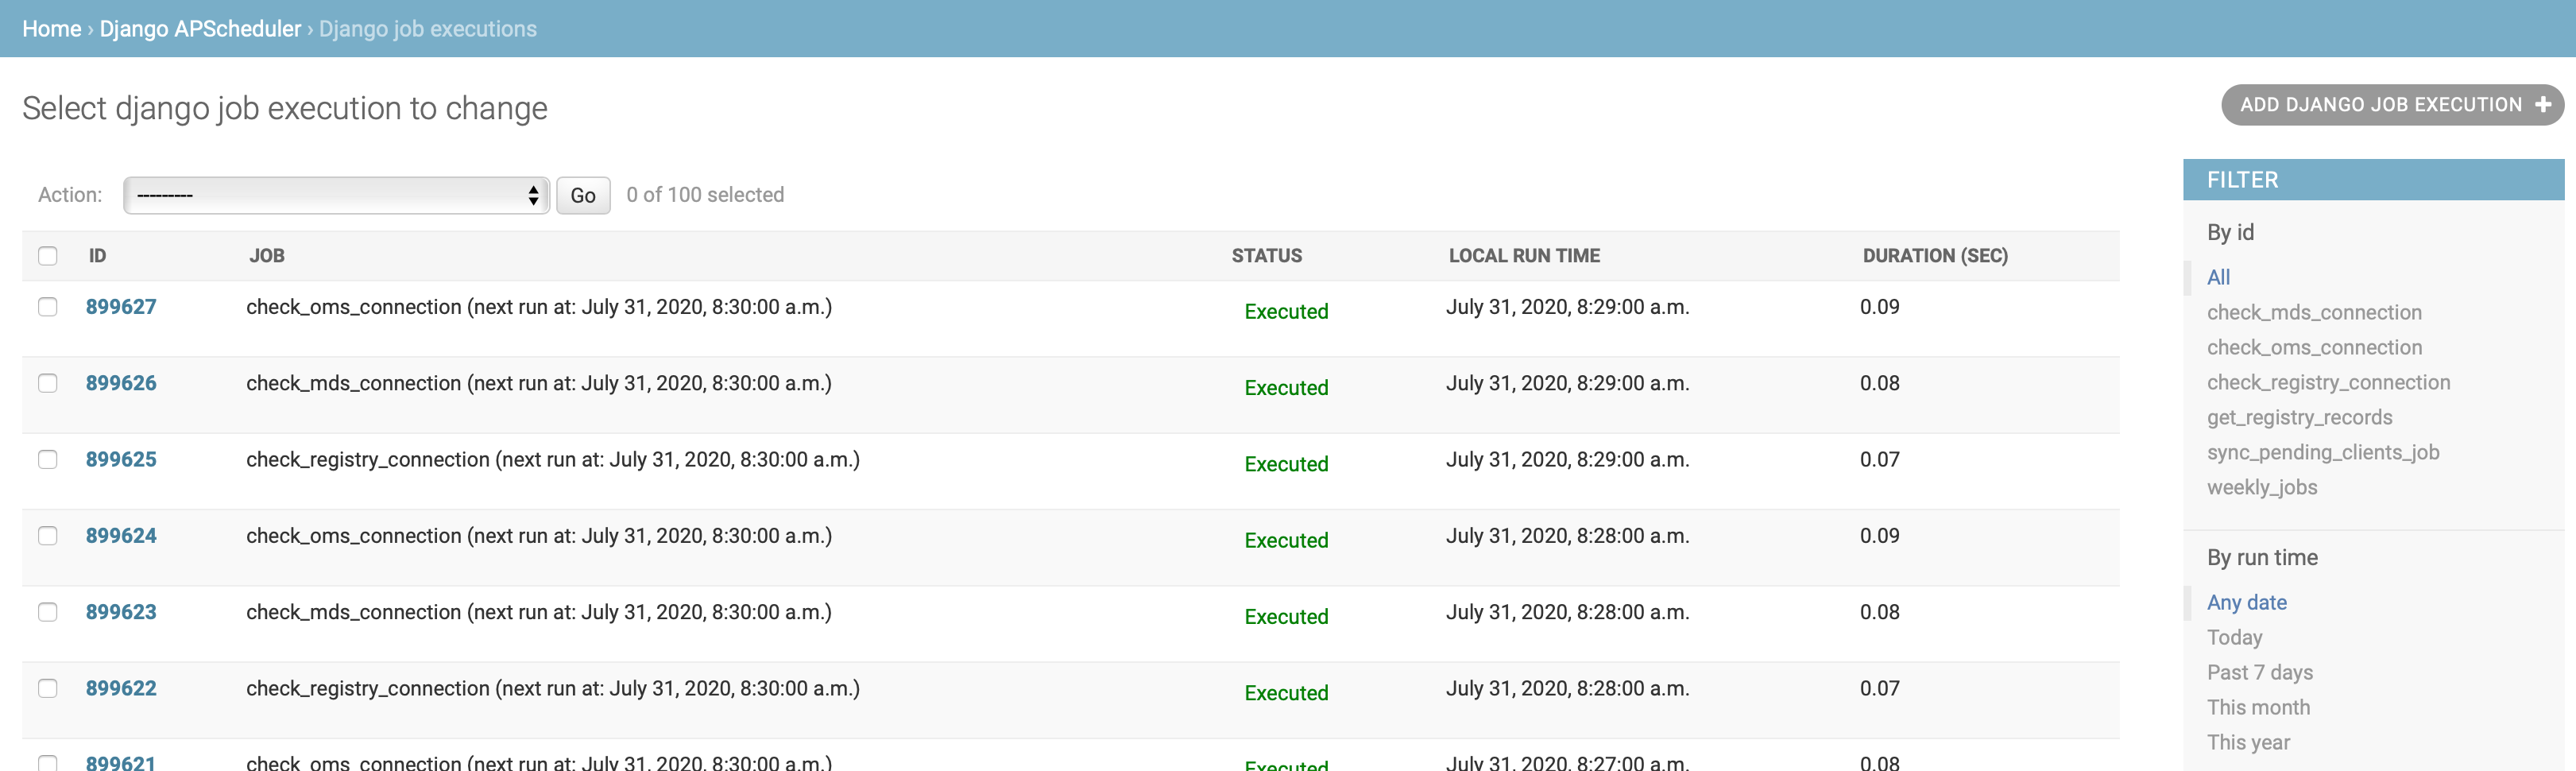 Home › Django APScheduler › Django job executions
Select django job execution to change
ADD DJANGO JOB EXECUTION +
Action: --------- Go 0 of 100 selected
ID JOB STATUS LOCAL RUN TIME DURATION (SEC)
899627 check_oms_connection (next run at: July 31, 2020, 8:30:00 a.m.) Executed July 31, 2020, 8:29:00 a.m. 0.09
899626 check_mds_connection (next run at: July 31, 2020, 8:30:00 a.m.) Executed July 31, 2020, 8:29:00 a.m. 0.08
899625 check_registry_connection (next run at: July 31, 2020, 8:30:00 a.m.) Executed July 31, 2020, 8:29:00 a.m. 0.07
899624 check_oms_connection (next run at: July 31, 2020, 8:30:00 a.m.) Executed July 31, 2020, 8:28:00 a.m. 0.09
899623 check_mds_connection (next run at: July 31, 2020, 8:30:00 a.m.) Executed July 31, 2020, 8:28:00 a.m. 0.08
899622 check_registry_connection (next run at: July 31, 2020, 8:30:00 a.m.) Executed July 31, 2020, 8:28:00 a.m. 0.07
899621 check_oms_connection (next run at: July 31, 2020, 8:30:00 a.m.) Executed July 31, 2020, 8:27:00 a.m. 0.08
FILTER
By id
All
check_mds_connection
check_oms_connection
check_registry_connection
get_registry_records
sync_pending_clients_job
weekly_jobs
By run time
Any date
Today
Past 7 days
This month
This year